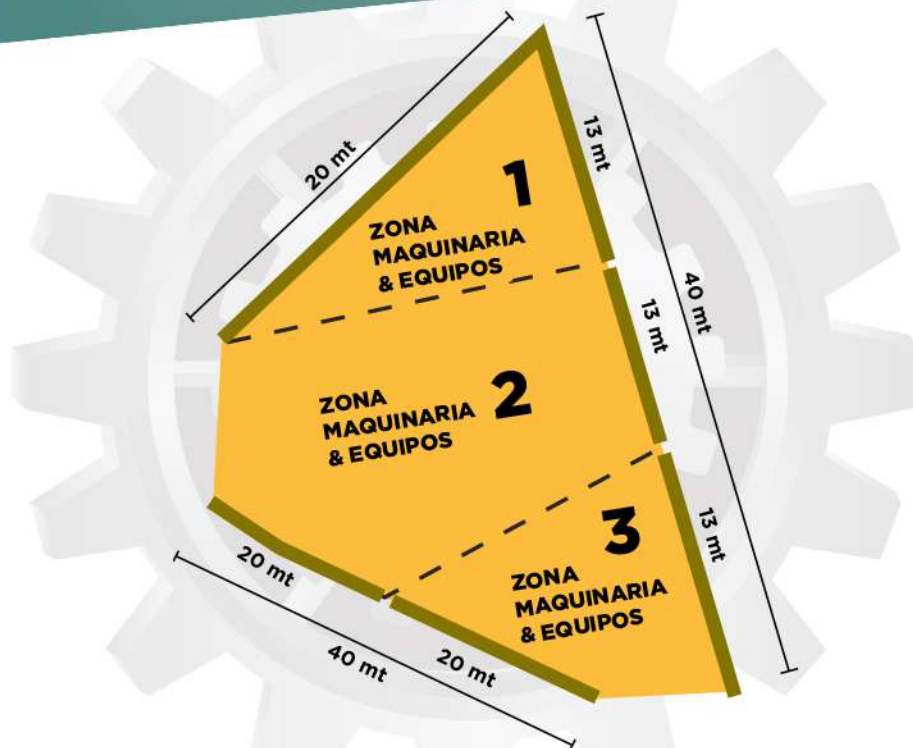 20 mt
13 mt
1
ZONA
MAQUINARIA
& EQUIPOS
40 mt
13 mt
2
ZONA
MAQUINARIA
& EQUIPOS
3
13 mt
20 mt
ZONA
MAQUINARIA
& EQUIPOS
40 mt
20 mt